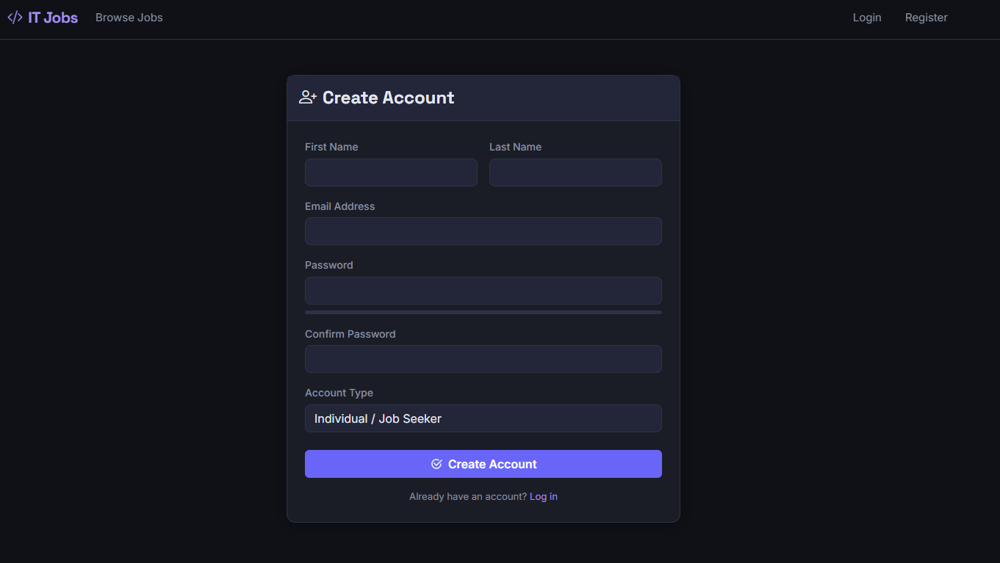 </> IT Jobs Browse Jobs Login Register
Create Account
First Name Last Name
Email Address
Password
Confirm Password
Account Type
Individual / Job Seeker
Create Account
Already have an account? Log in